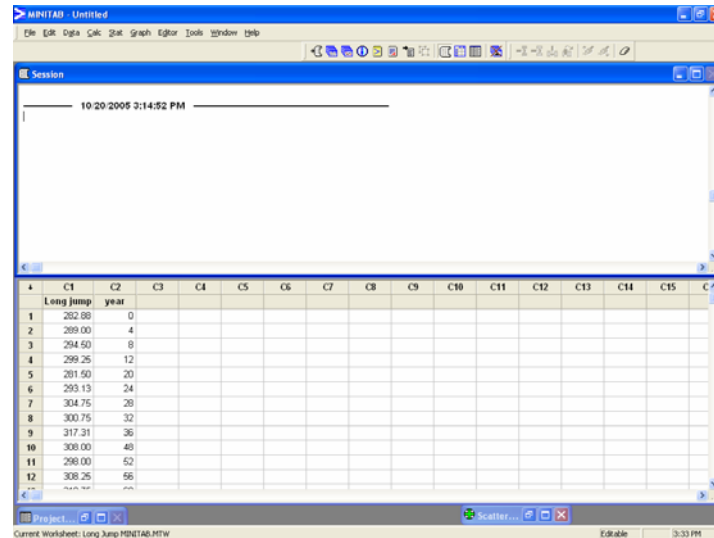 MINITAB - Untitled
File Edit Data Calc Stat Graph Editor Tools Window Help
Session
10/20/2005 3:14:52 PM
C1 C2 C3 C4 C5 C6 C7 C8 C9 C10 C11 C12 C13 C14 C15
Long jump year
1 282.88 0
2 289.00 4
3 294.50 8
4 299.25 12
5 281.50 20
6 293.13 24
7 304.75 28
8 300.75 32
9 317.31 36
10 308.00 48
11 298.00 52
12 308.25 56
Project... Scatter...
Current Worksheet: Long Jump MINITAB.MTW Editable 3:33 PM